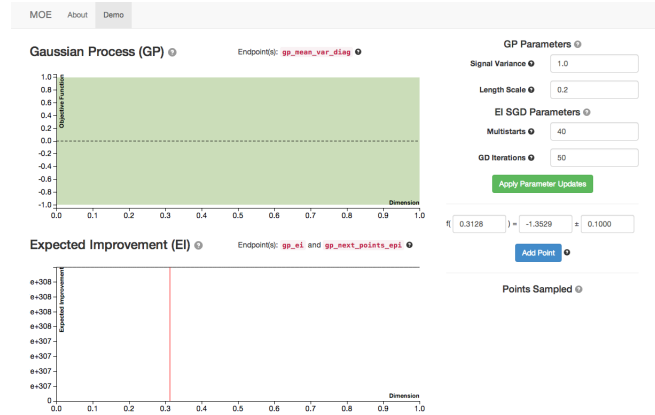 MOE About Demo
Gaussian Process (GP)
Endpoint(s): gp_mean_var_diag
1.0
0.8
0.6
0.4
0.2
0.0
-0.2
-0.4
-0.6
-0.8
-1.0
Objective Function
Dimension
0.0 0.1 0.2 0.3 0.4 0.5 0.6 0.7 0.8 0.9 1.0
Expected Improvement (EI)
Endpoint(s): gp_ei and gp_next_points_epi
e+308
e+308
e+308
e+308
e+307
e+307
e+307
e+307
0
Expected Improvement
Dimension
0.0 0.1 0.2 0.3 0.4 0.5 0.6 0.7 0.8 0.9 1.0
GP Parameters
Signal Variance 1.0
Length Scale 0.2
EI SGD Parameters
Multistarts 40
GD Iterations 50
Apply Parameter Updates
f( 0.3128 ) = -1.3529 ± 0.1000
Add Point
Points Sampled